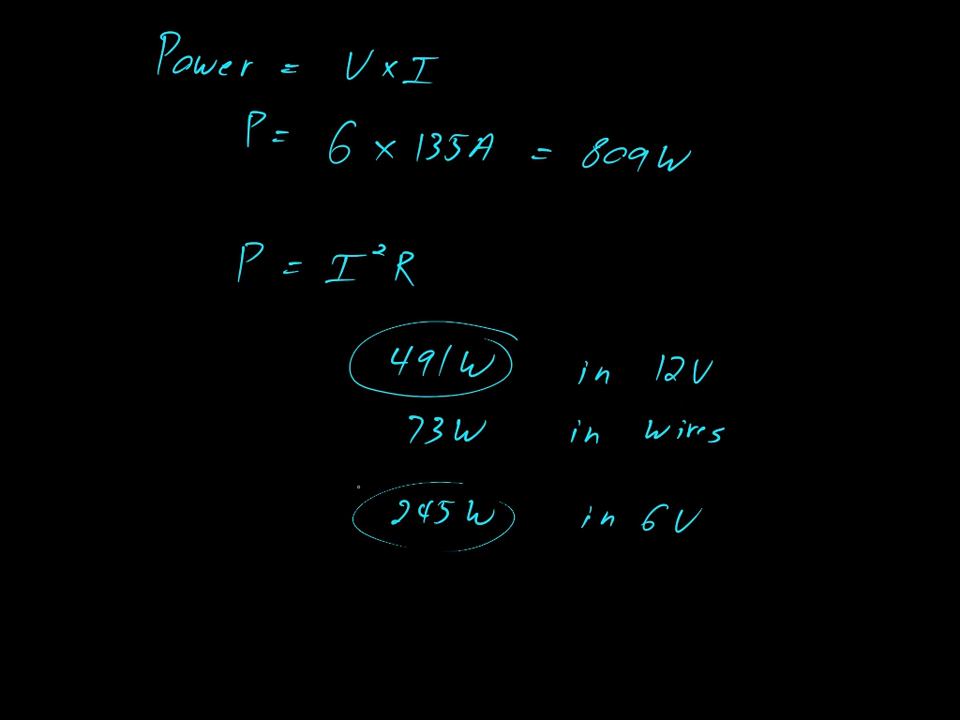 Power = V x I
P = 6 x 135A = 809W
P = I²R
491W in 12V
73W in wires
245W in 6V